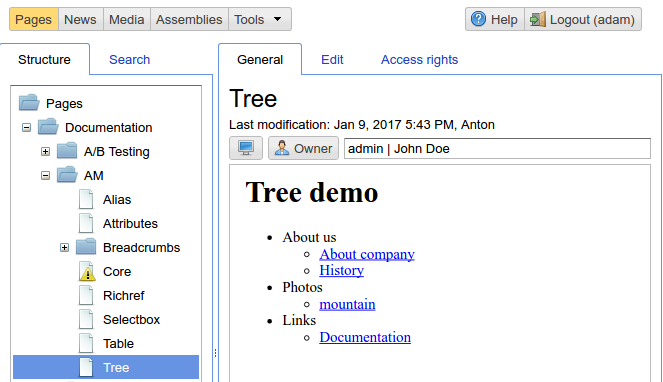 Pages News Media Assemblies Tools Help Logout (adam)
Structure Search
Pages
Documentation
A/B Testing
AM
Alias
Attributes
Breadcrumbs
Core
Richref
Selectbox
Table
Tree
General Edit Access rights
Tree
Last modification: Jan 9, 2017 5:43 PM, Anton
Owner admin | John Doe
Tree demo
About us
About company
History
Photos
mountain
Links
Documentation